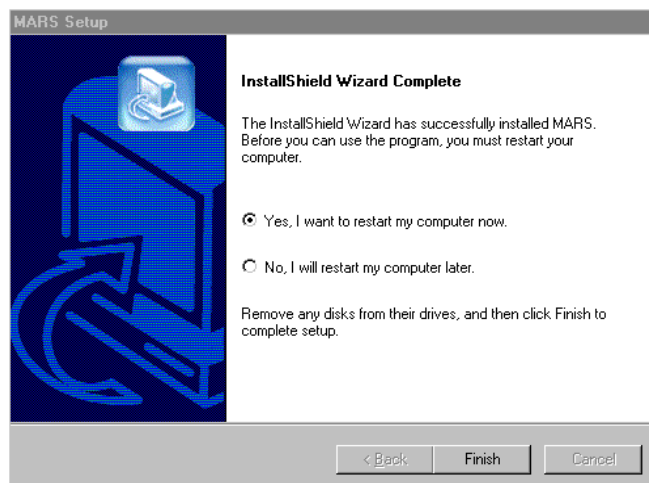 MARS Setup
InstallShield Wizard Complete
The InstallShield Wizard has successfully installed MARS.
Before you can use the program, you must restart your
computer.
Yes, I want to restart my computer now.
No, I will restart my computer later.
Remove any disks from their drives, and then click Finish to
complete setup.
< Back
Finish
Cancel